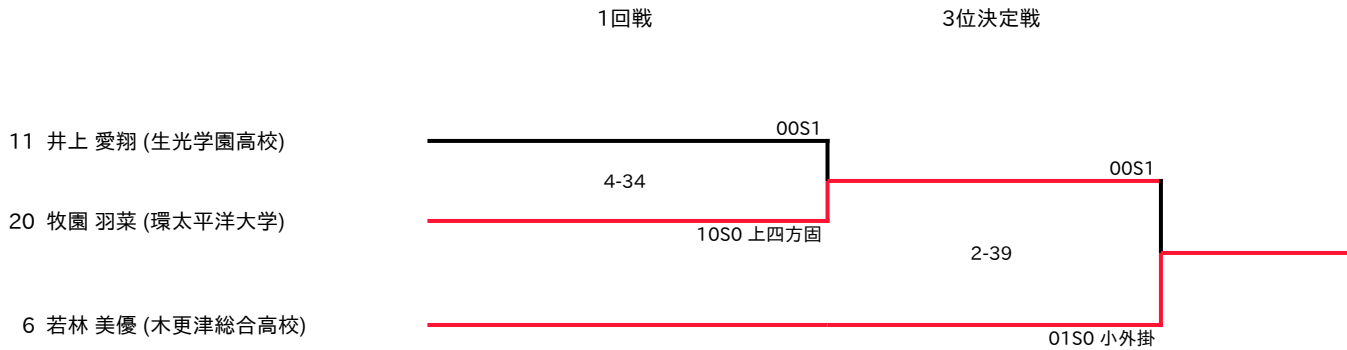 1回戦 3位決定戦
00S1
11 井上 愛翔 (生光学園高校)
00S1
4-34
20 牧園 羽菜 (環太平洋大学)
10S0 上四方固
2-39
6 若林 美優 (木更津総合高校)
01S0 小外掛